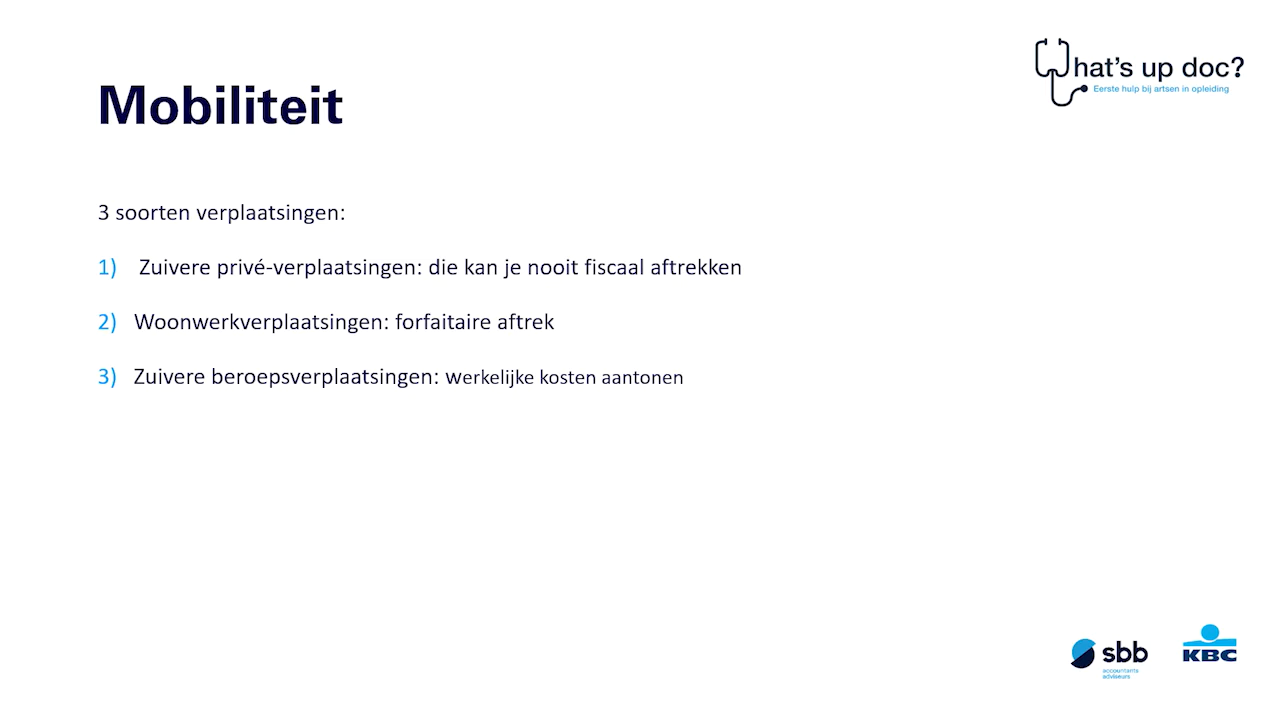 What's up doc?
Eerste hulp bij artsen in opleiding
Mobiliteit
3 soorten verplaatsingen:
1) Zuivere privé-verplaatsingen: die kan je nooit fiscaal aftrekken
2) Woonwerkverplaatsingen: forfaitaire aftrek
3) Zuivere beroepsverplaatsingen: werkelijke kosten aantonen
sbb
accountants
adviseurs
KBC